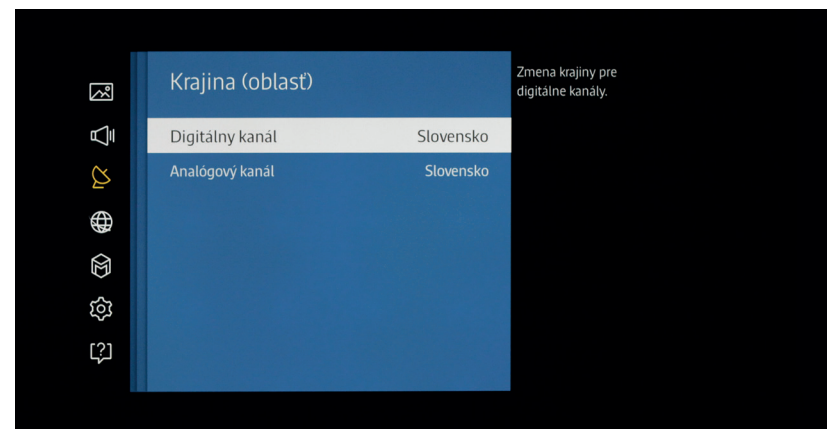 Krajina (oblasť)
Digitálny kanál Slovensko
Analógový kanál Slovensko
Zmena krajiny pre
digitálne kanály.
[?]